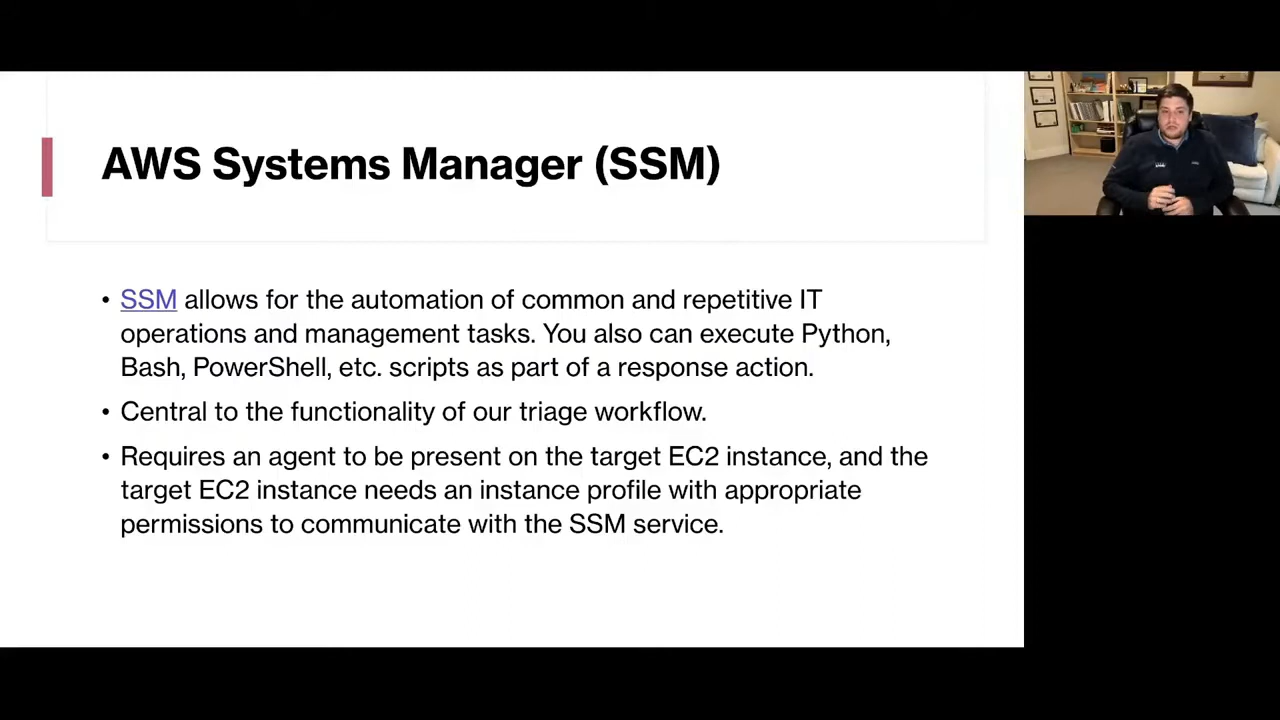 AWS Systems Manager (SSM)
• SSM allows for the automation of common and repetitive IT
operations and management tasks. You also can execute Python,
Bash, PowerShell, etc. scripts as part of a response action.
• Central to the functionality of our triage workflow.
• Requires an agent to be present on the target EC2 instance, and the
target EC2 instance needs an instance profile with appropriate
permissions to communicate with the SSM service.